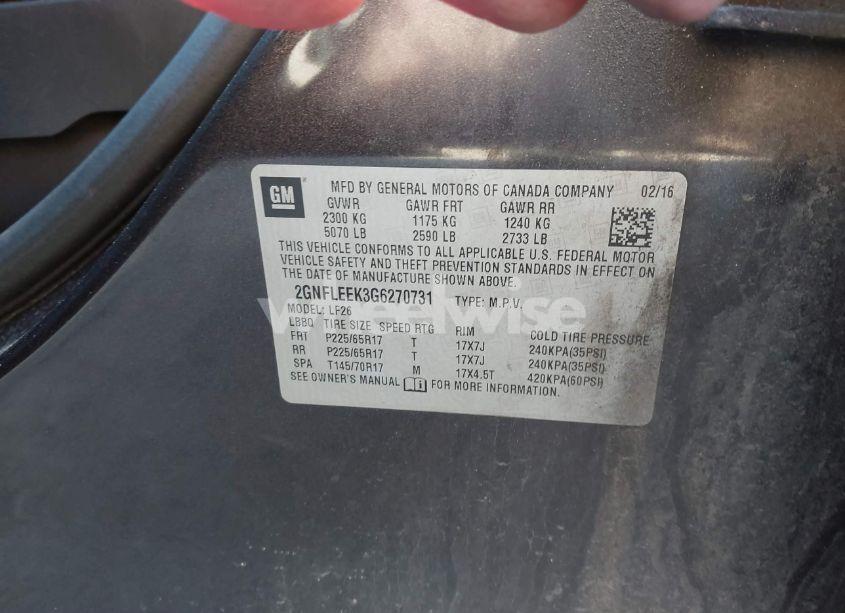 GM
MFD BY GENERAL MOTORS OF CANADA COMPANY 02/16
GVWR GAWR FRT GAWR RR
2300 KG 1175 KG 1240 KG
5070 LB 2590 LB 2733 LB
THIS VEHICLE CONFORMS TO ALL APPLICABLE U.S. FEDERAL MOTOR
VEHICLE SAFETY AND THEFT PREVENTION STANDARDS IN EFFECT ON
THE DATE OF MANUFACTURE SHOWN ABOVE.
2GNFLEEK3G6270731 TYPE: M.P.V.
wheelwise
MODEL: LF26
LBBQ TIRE SIZE SPEED RTG RIM COLD TIRE PRESSURE
FRT P225/65R17 T 17X7J 240KPA(35PSI)
RR P225/65R17 T 17X7J 240KPA(35PSI)
SPA T145/70R17 M 17X4.5T 420KPA(60PSI)
SEE OWNER'S MANUAL FOR MORE INFORMATION.